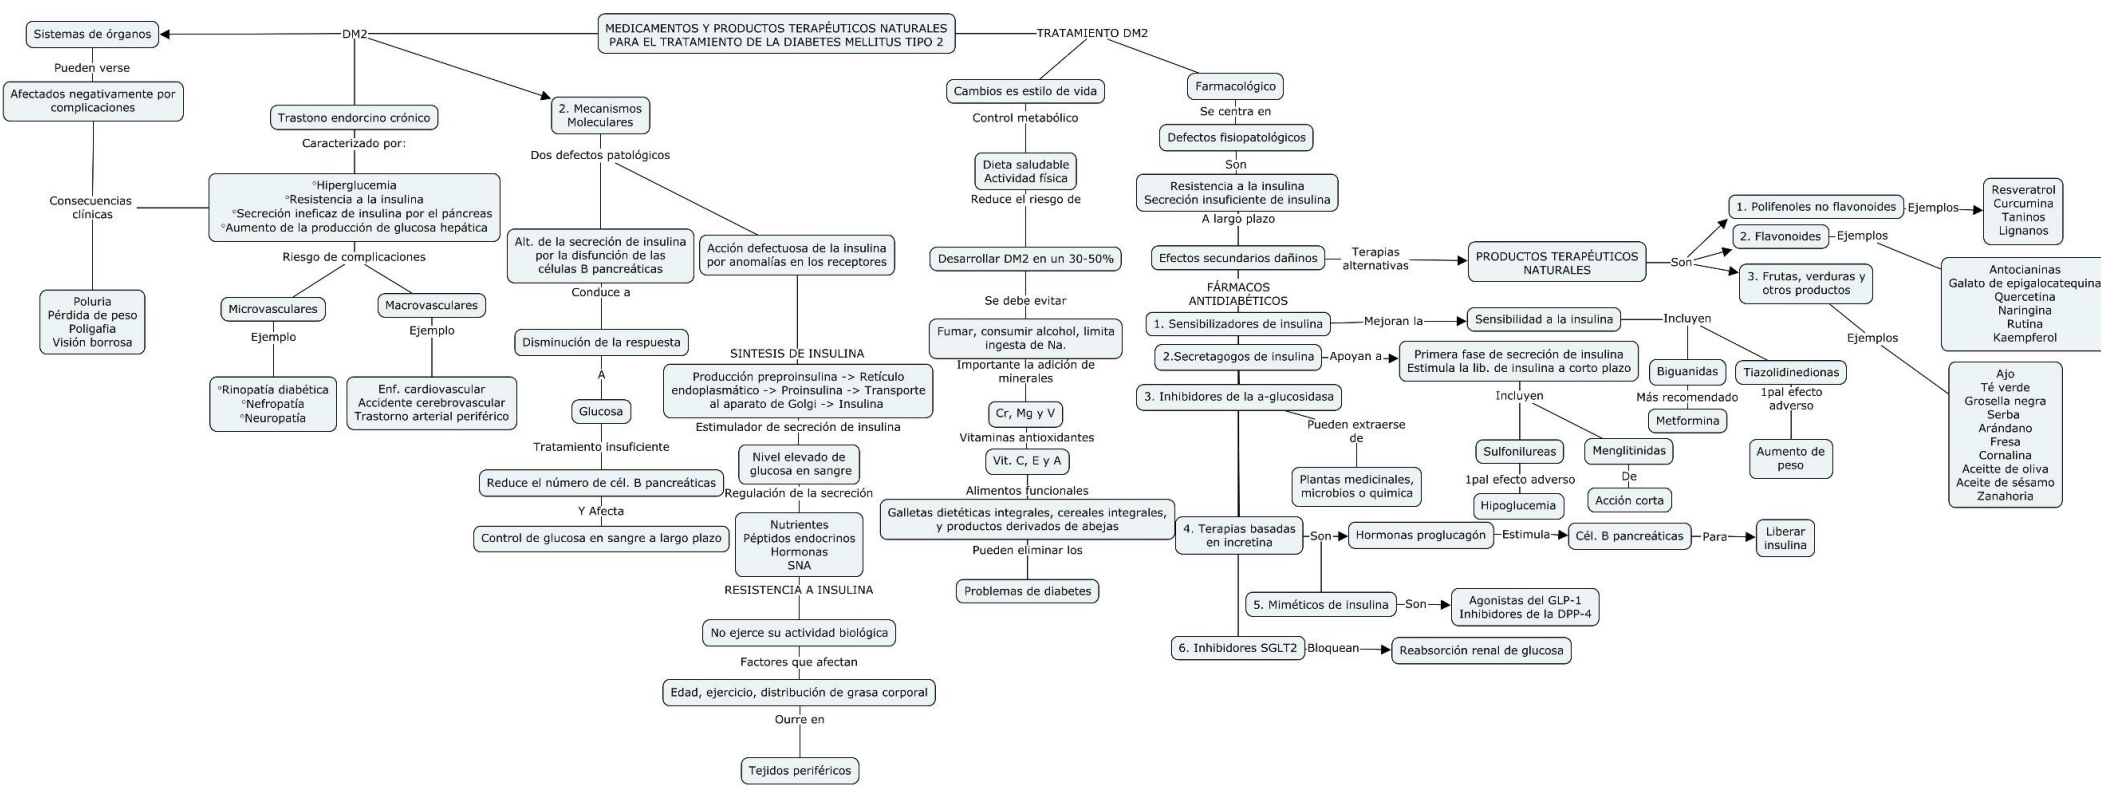 MEDICAMENTOS Y PRODUCTOS TERAPÉUTICOS NATURALES
PARA EL TRATAMIENTO DE LA DIABETES MELLITUS TIPO 2
DM2
Sistemas de órganos
Pueden verse
Afectados negativamente por
complicaciones
Consecuencias
clínicas
Poluria
Pérdida de peso
Poligafia
Visión borrosa
Trastono endorcino crónico
Caracterizado por:
°Hiperglucemia
°Resistencia a la insulina
°Secreción ineficaz de insulina por el páncreas
°Aumento de la producción de glucosa hepática
Riesgo de complicaciones
Microvasculares
Ejemplo
°Rinopatía diabética
°Nefropatía
°Neuropatía
Macrovasculares
Ejemplo
Enf. cardiovascular
Accidente cerebrovascular
Trastorno arterial periférico
2. Mecanismos
Moleculares
Dos defectos patológicos
Alt. de la secreción de insulina
por la disfunción de las
células B pancreáticas
Conduce a
Disminución de la respuesta
A
Glucosa
Tratamiento insuficiente
Reduce el número de cél. B pancreáticas
Y Afecta
Control de glucosa en sangre a largo plazo
Acción defectuosa de la insulina
por anomalías en los receptores
SINTESIS DE INSULINA
Producción preproinsulina -> Retículo
endoplasmático -> Proinsulina -> Transporte
al aparato de Golgi -> Insulina
Estimulador de secreción de insulina
Nivel elevado de
glucosa en sangre
Regulación de la secreción
Nutrientes
Péptidos endocrinos
Hormonas
SNA
RESISTENCIA A INSULINA
No ejerce su actividad biológica
Factores que afectan
Edad, ejercicio, distribución de grasa corporal
Ourre en
Tejidos periféricos
TRATAMIENTO DM2
Cambios es estilo de vida
Control metabólico
Dieta saludable
Actividad física
Reduce el riesgo de
Desarrollar DM2 en un 30-50%
Se debe evitar
Fumar, consumir alcohol, limita
ingesta de Na.
Importante la adición de
minerales
Cr, Mg y V
Vitaminas antioxidantes
Vit. C, E y A
Alimentos funcionales
Galletas dietéticas integrales, cereales integrales,
y productos derivados de abejas
Pueden eliminar los
Problemas de diabetes
Farmacológico
Se centra en
Defectos fisiopatológicos
Son
Resistencia a la insulina
Secreción insuficiente de insulina
A largo plazo
Efectos secundarios dañinos
Terapias
alternativas
PRODUCTOS TERAPÉUTICOS
NATURALES
Son
1. Polifenoles no flavonoides
Ejemplos
Resveratrol
Curcumina
Taninos
Lignanos
2. Flavonoides
Ejemplos
Antocianinas
Galato de epigalocatequina
Quercetina
Naringina
Rutina
Kaempferol
3. Frutas, verduras y
otros productos
Ejemplos
Ajo
Té verde
Grosella negra
Serba
Arándano
Fresa
Cornalina
Aceitte de oliva
Aceite de sésamo
Zanahoria
FÁRMACOS
ANTIDIABÉTICOS
1. Sensibilizadores de insulina
Mejoran la
Sensibilidad a la insulina
Incluyen
Biguanidas
Más recomendado
Metformina
Tiazolidinedionas
1pal efecto
adverso
Aumento de
peso
2.Secretagogos de insulina
Apoyan a
Primera fase de secreción de insulina
Estimula la lib. de insulina a corto plazo
Incluyen
Sulfonilureas
1pal efecto adverso
Hipoglucemia
Menglitinidas
De
Acción corta
3. Inhibidores de la a-glucosidasa
Pueden extraerse
de
Plantas medicinales,
microbios o quimica
4. Terapias basadas
en incretina
Son
Hormonas proglucagón
Estimula
Cél. B pancreáticas
Para
Liberar
insulina
5. Miméticos de insulina
Son
Agonistas del GLP-1
Inhibidores de la DPP-4
6. Inhibidores SGLT2
Bloquean
Reabsorción renal de glucosa